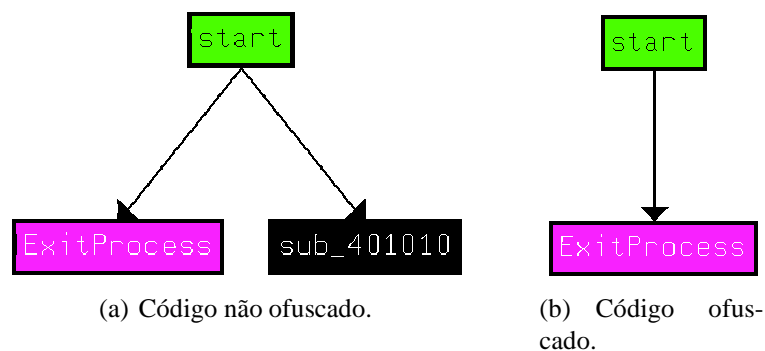 start
start
ExitProcess
sub_401010
ExitProcess
(a) Código não ofuscado.
(b) Código ofus-
cado.